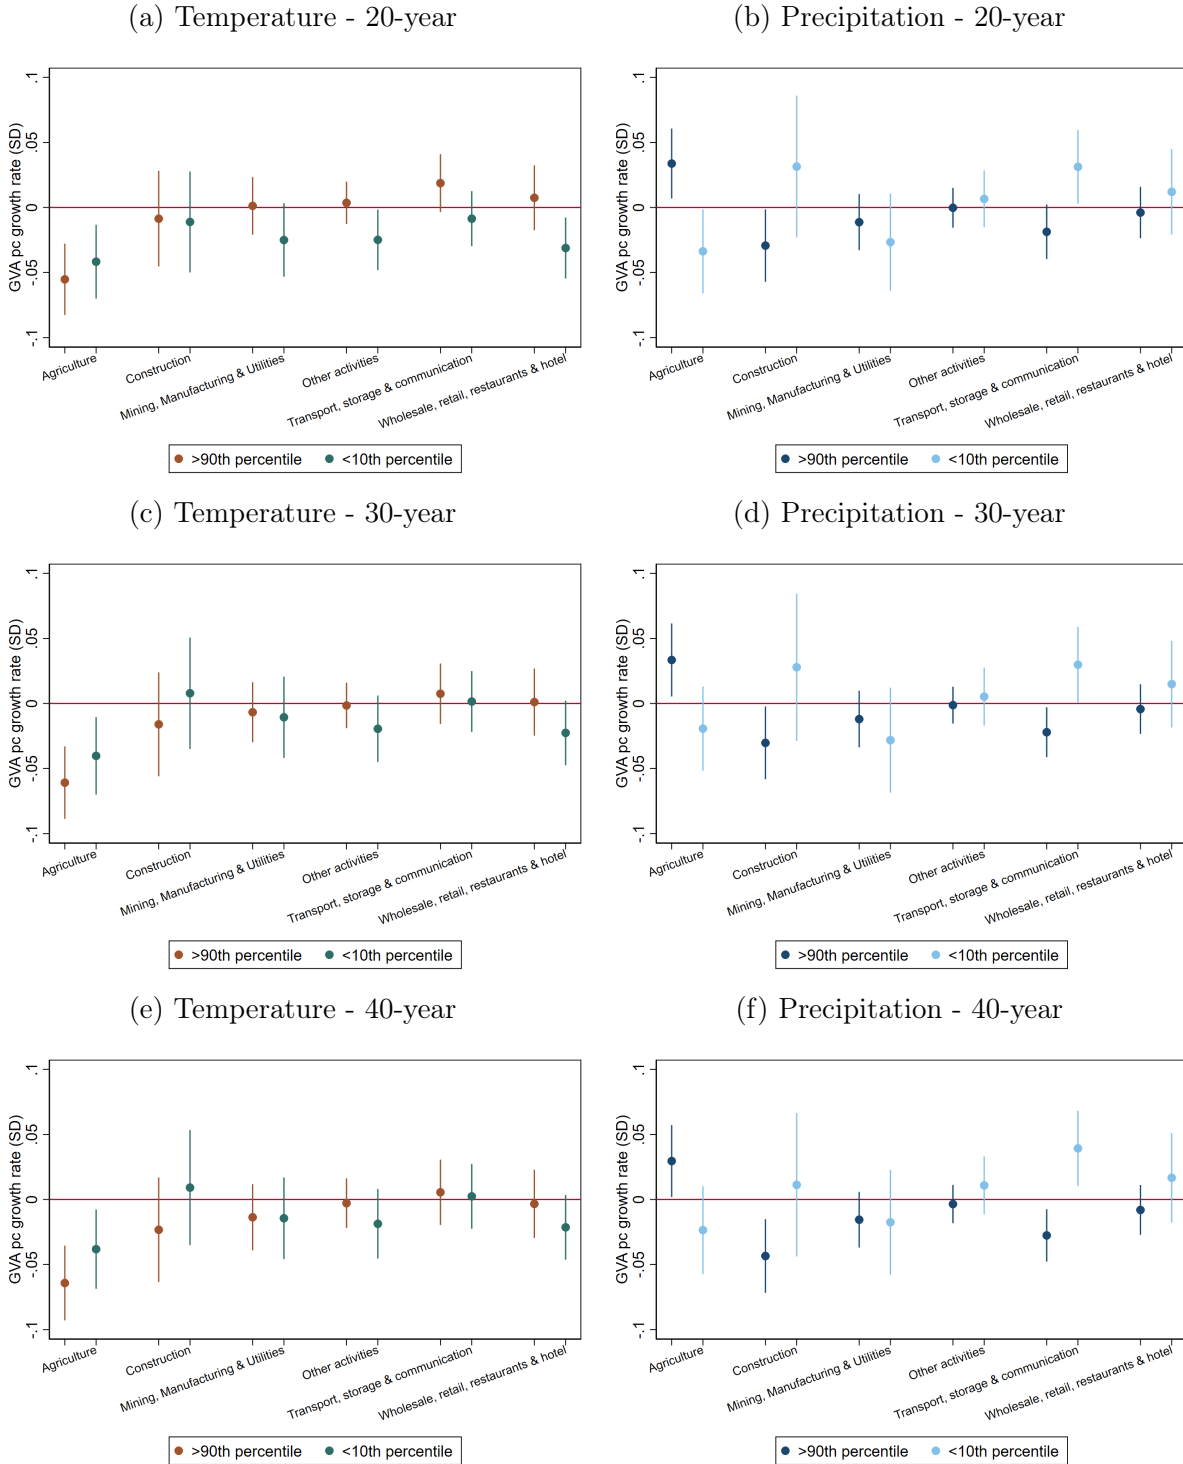 (a) Temperature - 20-year
GVA pc growth rate (SD)
.1
.05
0
-.05
-.1
Agriculture
Construction
Mining, Manufacturing & Utilities
Other activities
Transport, storage & communication
Wholesale, retail, restaurants & hotel
>90th percentile <10th percentile
(b) Precipitation - 20-year
GVA pc growth rate (SD)
.1
.05
0
-.05
-.1
Agriculture
Construction
Mining, Manufacturing & Utilities
Other activities
Transport, storage & communication
Wholesale, retail, restaurants & hotel
>90th percentile <10th percentile
(c) Temperature - 30-year
GVA pc growth rate (SD)
.1
.05
0
-.05
-.1
Agriculture
Construction
Mining, Manufacturing & Utilities
Other activities
Transport, storage & communication
Wholesale, retail, restaurants & hotel
>90th percentile <10th percentile
(d) Precipitation - 30-year
GVA pc growth rate (SD)
.1
.05
0
-.05
-.1
Agriculture
Construction
Mining, Manufacturing & Utilities
Other activities
Transport, storage & communication
Wholesale, retail, restaurants & hotel
>90th percentile <10th percentile
(e) Temperature - 40-year
GVA pc growth rate (SD)
.1
.05
0
-.05
-.1
Agriculture
Construction
Mining, Manufacturing & Utilities
Other activities
Transport, storage & communication
Wholesale, retail, restaurants & hotel
>90th percentile <10th percentile
(f) Precipitation - 40-year
GVA pc growth rate (SD)
.1
.05
0
-.05
-.1
Agriculture
Construction
Mining, Manufacturing & Utilities
Other activities
Transport, storage & communication
Wholesale, retail, restaurants & hotel
>90th percentile <10th percentile